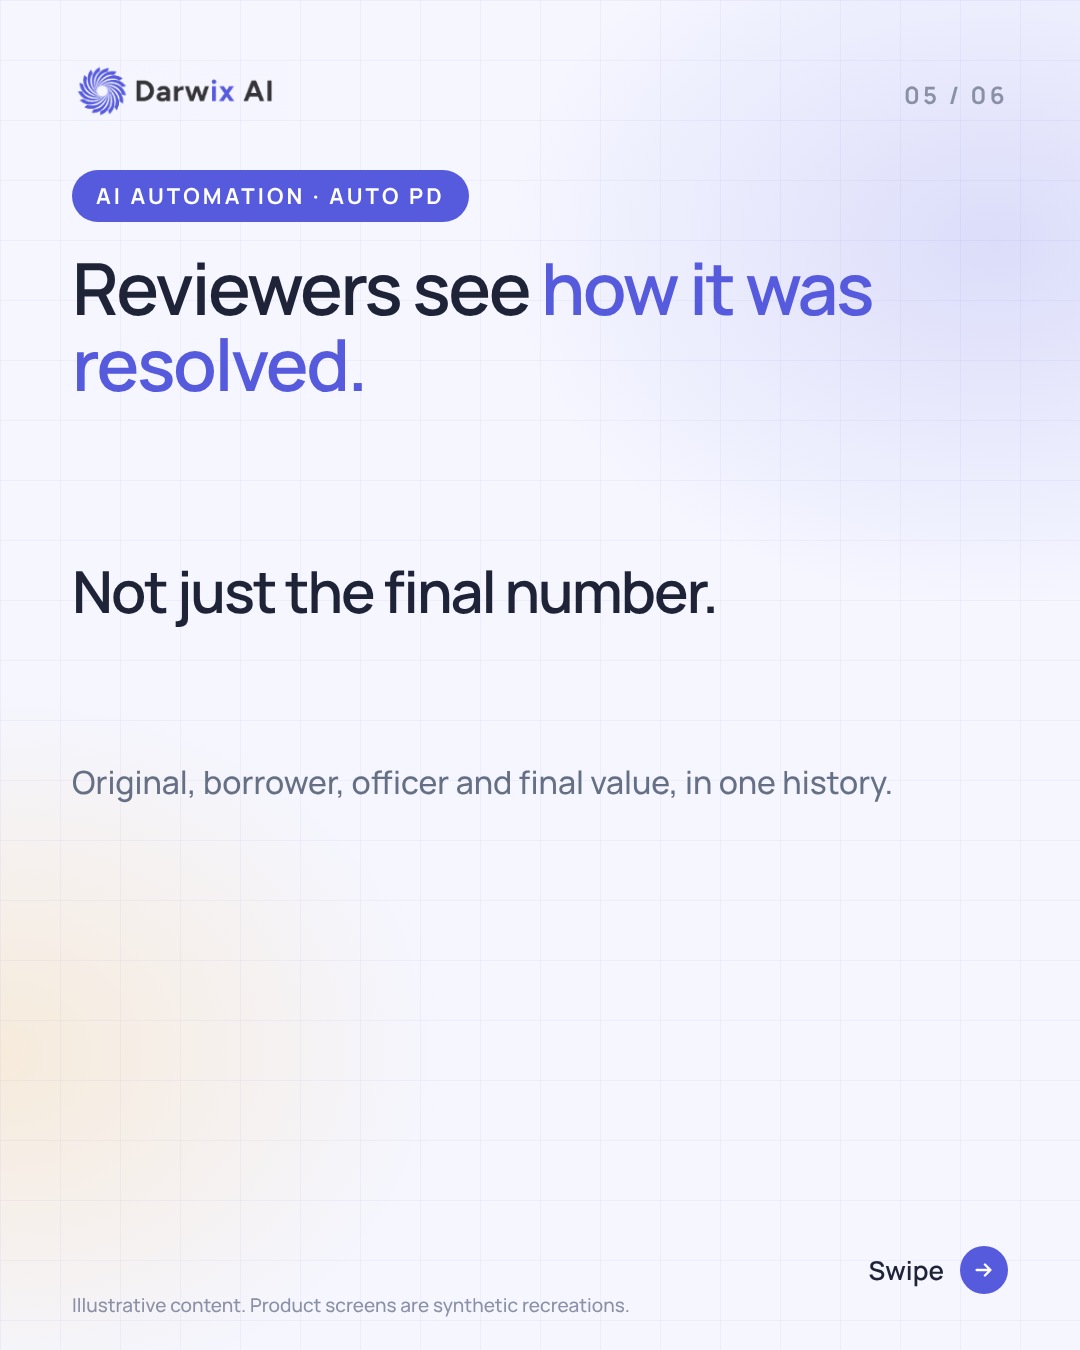 Darwix AI
05 / 06
AI AUTOMATION · AUTO PD
Reviewers see how it was
resolved.
Not just the final number.
Original, borrower, officer and final value, in one history.
Swipe
Illustrative content. Product screens are synthetic recreations.